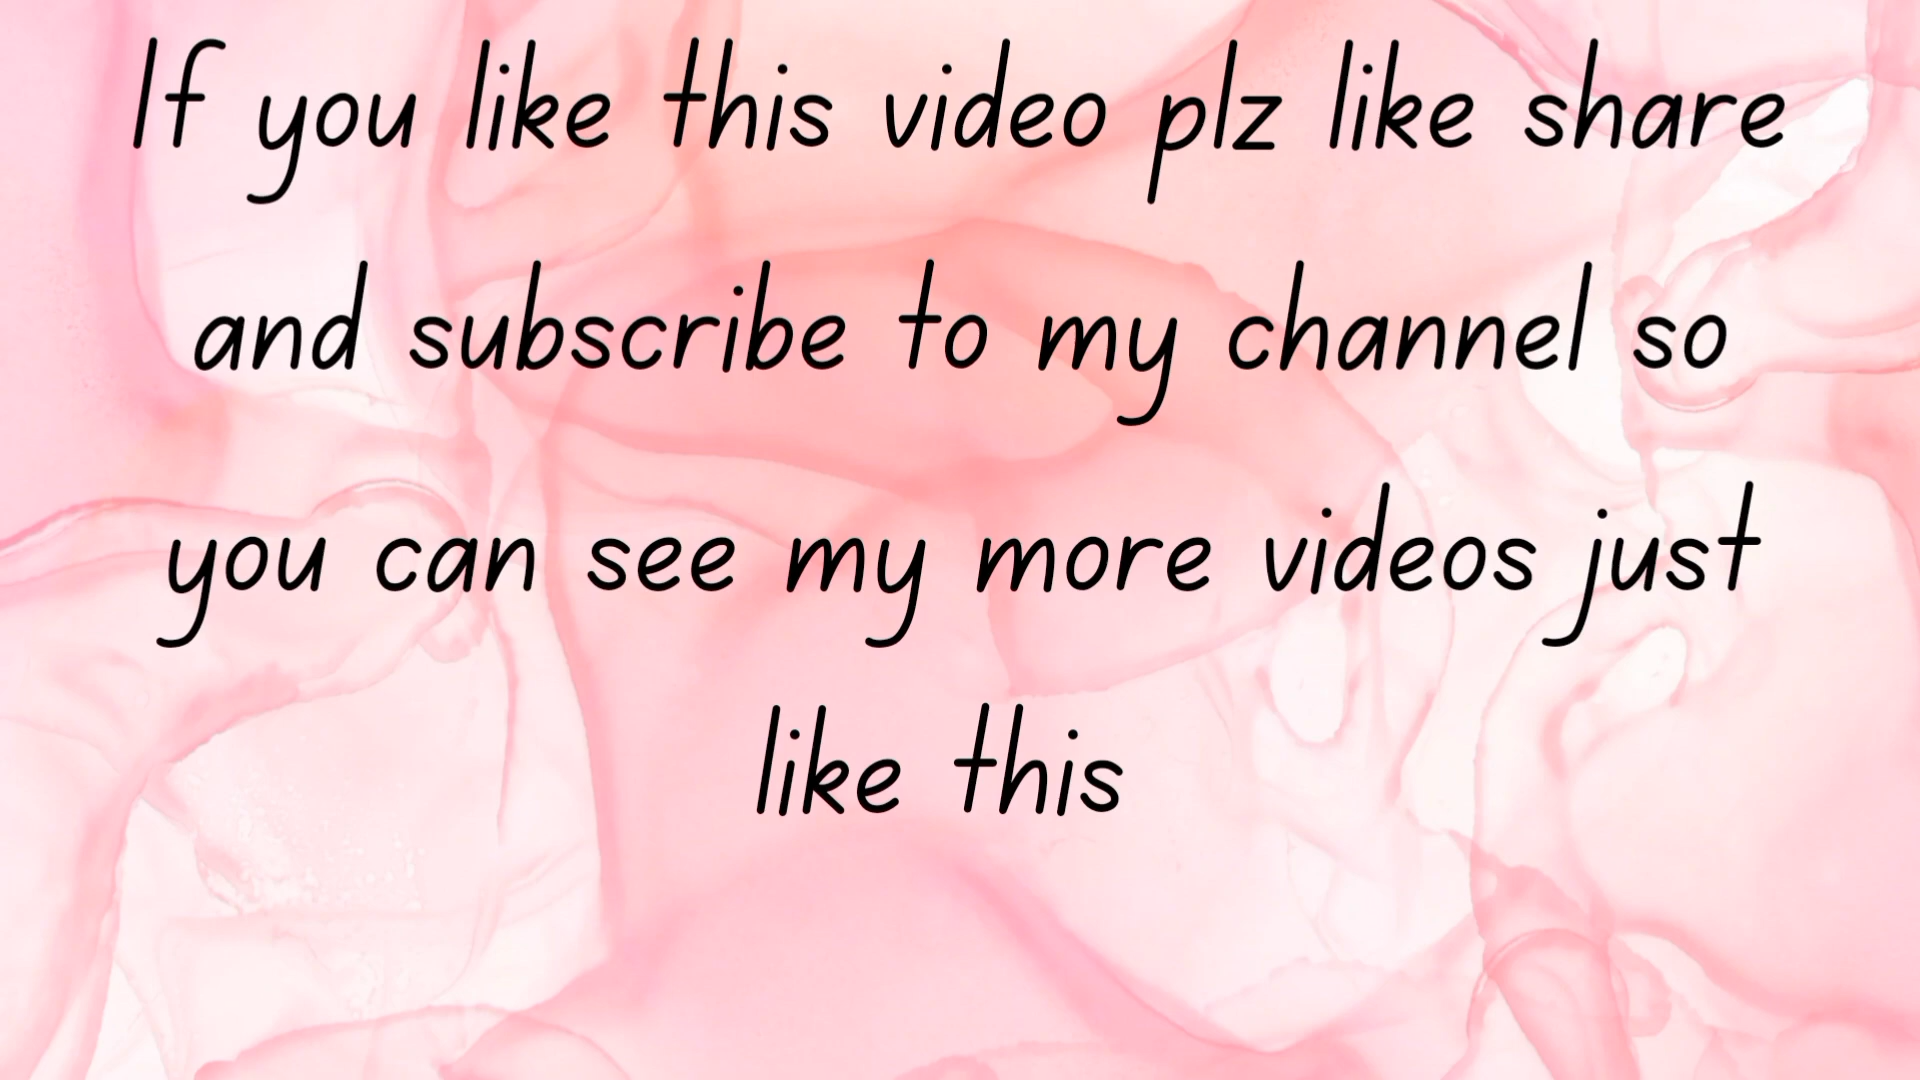 If you like this video plz like share
and subscribe to my channel so
you can see my more videos just
like this